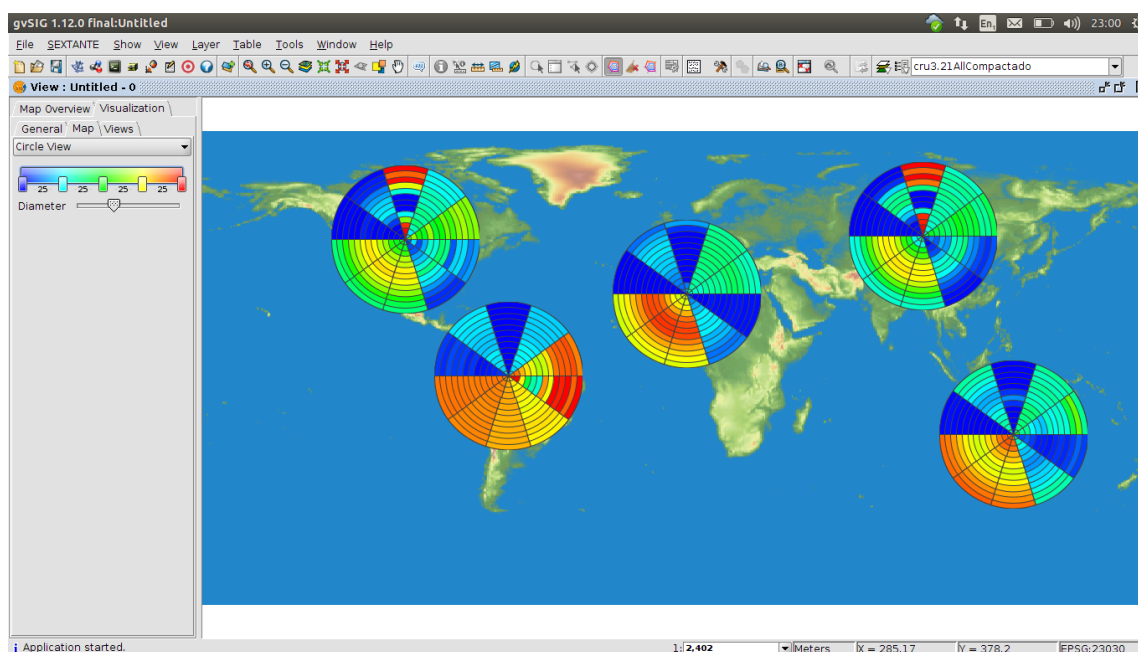 gvSIG 1.12.0 final:Untitled
En
23:00
File SEXTANTE Show View Layer Table Tools Window Help
cru3.21AllCompactado
View : Untitled - 0
Map Overview Visualization
General Map Views
Circle View
25 25 25 25
Diameter
Application started.
1: 2,402 Meters X = 285.17 Y = 378.2 EPSG:23030